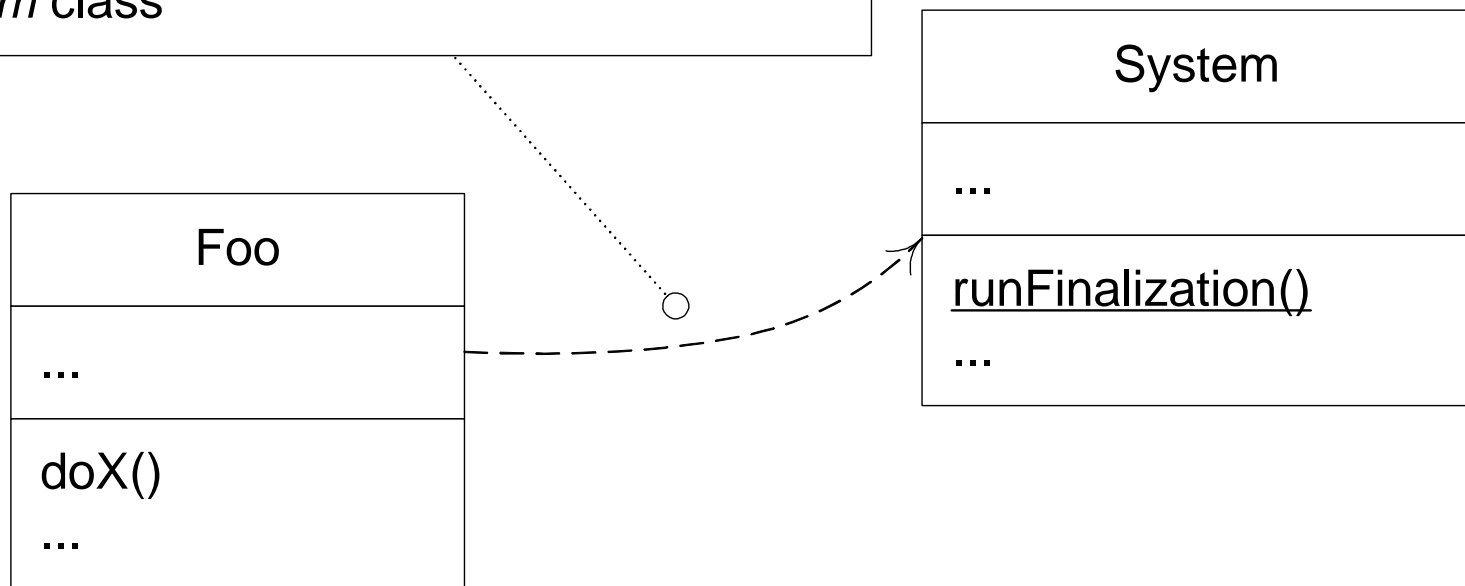 class
System
...
runFinalization()
...
Foo
...
doX()
...